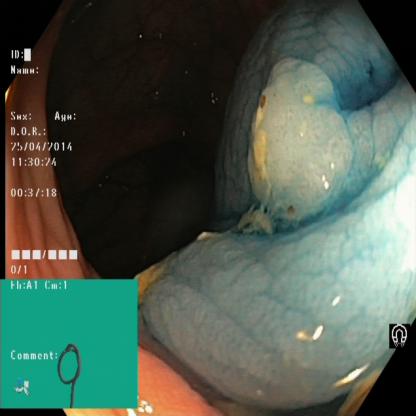 ID:
Name:
Sex: Age:
D.O.B.:
25/04/2014
11:30:24
00:37:18
■■■/■■■
0/1
Eh:A1 Cm:1
Comment: